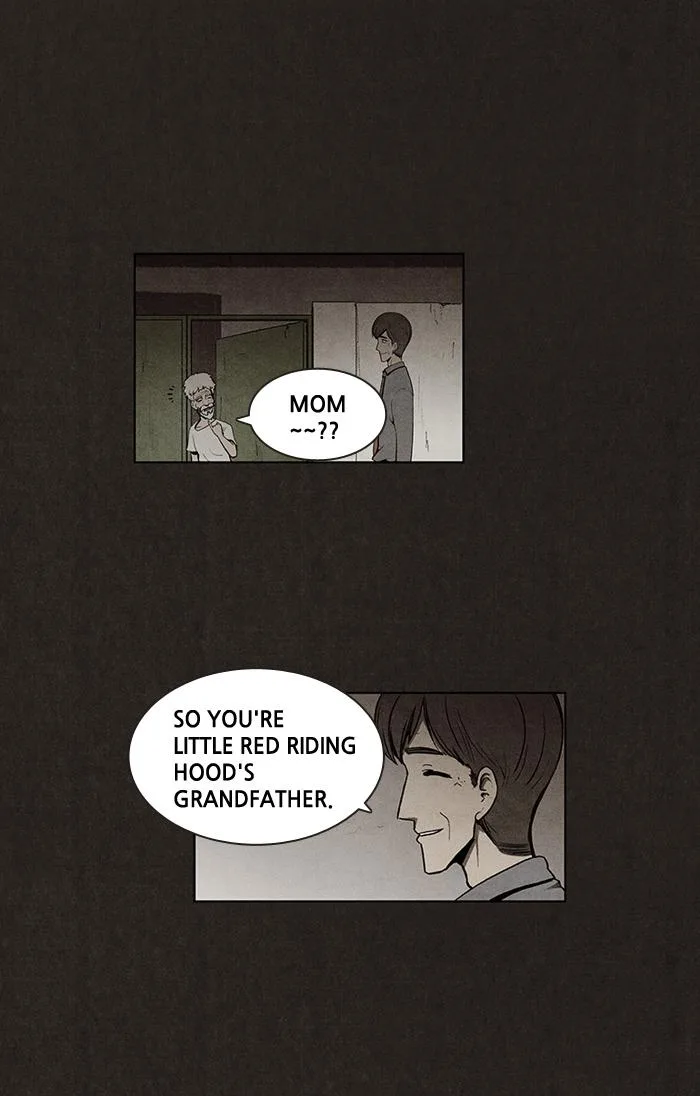 MOM
~~??
SO YOU'RE
LITTLE RED RIDING
HOOD'S
GRANDFATHER.